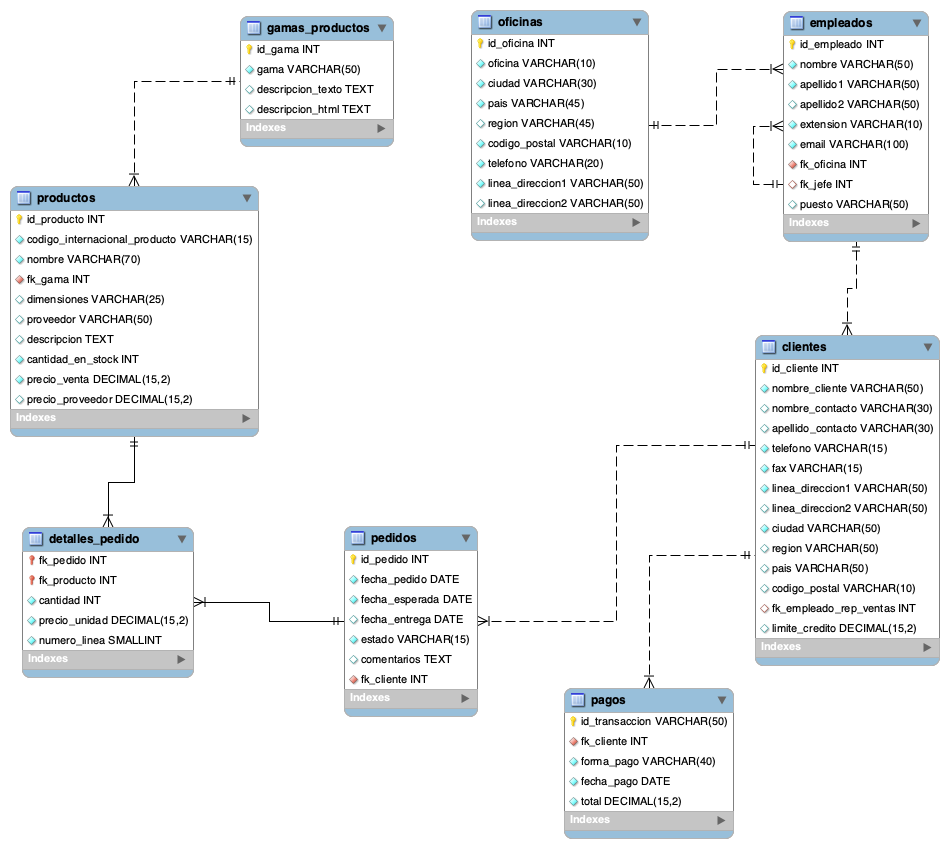 gamas_productos
id_gama INT
gama VARCHAR(50)
descripcion_texto TEXT
descripcion_html TEXT
Indexes
oficinas
id_oficina INT
oficina VARCHAR(10)
ciudad VARCHAR(30)
pais VARCHAR(45)
region VARCHAR(45)
codigo_postal VARCHAR(10)
telefono VARCHAR(20)
linea_direccion1 VARCHAR(50)
linea_direccion2 VARCHAR(50)
Indexes
empleados
id_empleado INT
nombre VARCHAR(50)
apellido1 VARCHAR(50)
apellido2 VARCHAR(50)
extension VARCHAR(10)
email VARCHAR(100)
fk_oficina INT
fk_jefe INT
puesto VARCHAR(50)
Indexes
productos
id_producto INT
codigo_internacional_producto VARCHAR(15)
nombre VARCHAR(70)
fk_gama INT
dimensiones VARCHAR(25)
proveedor VARCHAR(50)
descripcion TEXT
cantidad_en_stock INT
precio_venta DECIMAL(15,2)
precio_proveedor DECIMAL(15,2)
Indexes
clientes
id_cliente INT
nombre_cliente VARCHAR(50)
nombre_contacto VARCHAR(30)
apellido_contacto VARCHAR(30)
telefono VARCHAR(15)
fax VARCHAR(15)
linea_direccion1 VARCHAR(50)
linea_direccion2 VARCHAR(50)
ciudad VARCHAR(50)
region VARCHAR(50)
pais VARCHAR(50)
codigo_postal VARCHAR(10)
fk_empleado_rep_ventas INT
limite_credito DECIMAL(15,2)
Indexes
detalles_pedido
fk_pedido INT
fk_producto INT
cantidad INT
precio_unidad DECIMAL(15,2)
numero_linea SMALLINT
Indexes
pedidos
id_pedido INT
fecha_pedido DATE
fecha_esperada DATE
fecha_entrega DATE
estado VARCHAR(15)
comentarios TEXT
fk_cliente INT
Indexes
pagos
id_transaccion VARCHAR(50)
fk_cliente INT
forma_pago VARCHAR(40)
fecha_pago DATE
total DECIMAL(15,2)
Indexes